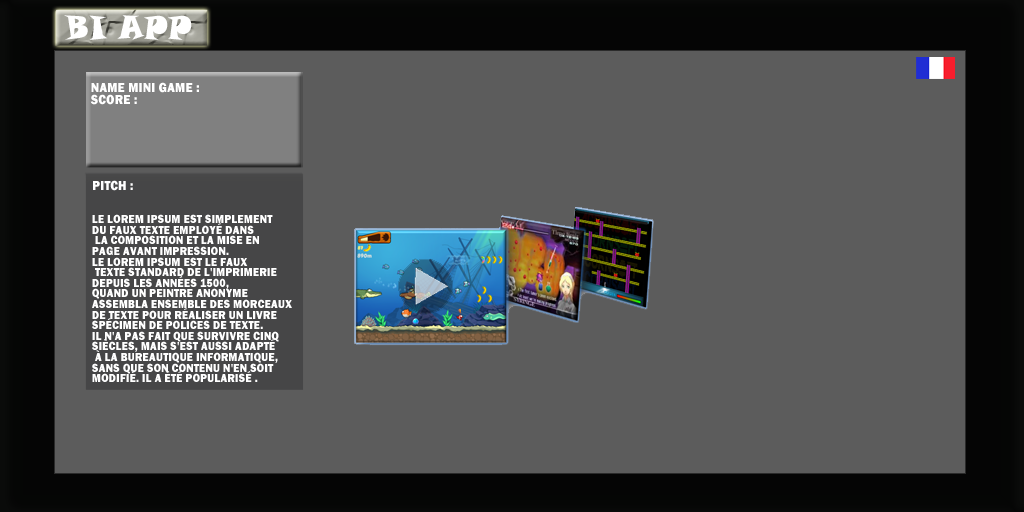 BI APP
NAME MINI GAME :
SCORE :
PITCH :
LE LOREM IPSUM EST SIMPLEMENT
DU FAUX TEXTE EMPLOYÉ DANS
LA COMPOSITION ET LA MISE EN
PAGE AVANT IMPRESSION.
LE LOREM IPSUM EST LE FAUX
TEXTE STANDARD DE L'IMPRIMERIE
DEPUIS LES ANNÉES 1500,
QUAND UN PEINTRE ANONYME
ASSEMBLA ENSEMBLE DES MORCEAUX
DE TEXTE POUR RÉALISER UN LIVRE
SPÉCIMEN DE POLICES DE TEXTE.
IL N'A PAS FAIT QUE SURVIVRE CINQ
SIÈCLES, MAIS S'EST AUSSI ADAPTÉ
À LA BUREAUTIQUE INFORMATIQUE,
SANS QUE SON CONTENU N'EN SOIT
MODIFIÉ. IL A ÉTÉ POPULARISÉ .